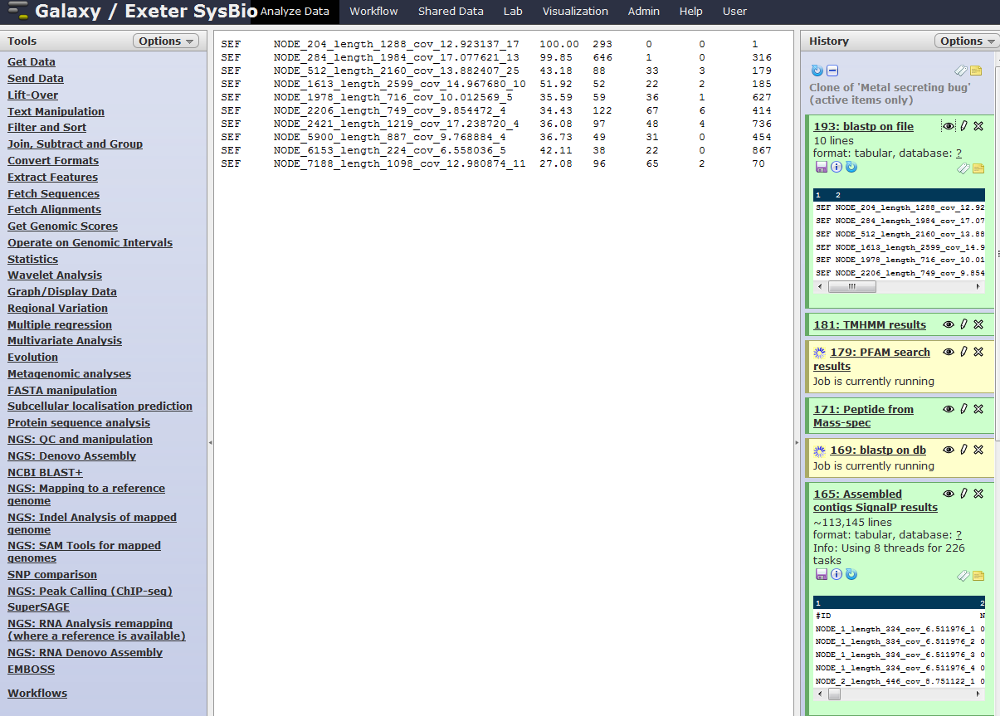 Galaxy / Exeter SysBio
Analyze Data Workflow Shared Data Lab Visualization Admin Help User
Tools Options
Get Data
Send Data
Lift-Over
Text Manipulation
Filter and Sort
Join, Subtract and Group
Convert Formats
Extract Features
Fetch Sequences
Fetch Alignments
Get Genomic Scores
Operate on Genomic Intervals
Statistics
Wavelet Analysis
Graph/Display Data
Regional Variation
Multiple regression
Multivariate Analysis
Evolution
Metagenomic analyses
FASTA manipulation
Subcellular localisation prediction
Protein sequence analysis
NGS: QC and manipulation
NGS: Denovo Assembly
NCBI BLAST+
NGS: Mapping to a reference
genome
NGS: Indel Analysis of mapped
genome
NGS: SAM Tools for mapped
genomes
SNP comparison
NGS: Peak Calling (ChIP-seq)
SuperSAGE
NGS: RNA Analysis remapping
(where a reference is available)
NGS: RNA Denovo Assembly
EMBOSS
Workflows
SEF NODE_204_length_1288_cov_12.923137_17 100.00 293 0 0 1
SEF NODE_284_length_1984_cov_17.077621_13 99.85 646 1 0 316
SEF NODE_512_length_2160_cov_13.882407_25 43.18 88 33 3 179
SEF NODE_1613_length_2599_cov_14.967680_10 51.92 52 22 2 185
SEF NODE_1978_length_716_cov_10.012569_5 35.59 59 36 1 627
SEF NODE_2206_length_749_cov_9.854472_4 34.43 122 67 6 414
SEF NODE_2421_length_1219_cov_17.238720_4 36.08 97 48 4 736
SEF NODE_5900_length_887_cov_9.768884_4 36.73 49 31 0 454
SEF NODE_6153_length_224_cov_6.558036_5 42.11 38 22 0 867
SEF NODE_7188_length_1098_cov_12.980874_11 27.08 96 65 2 70
History Options
Clone of 'Metal secreting bug'
(active items only)
193: blastp on file
10 lines
format: tabular, database: ?
1 2
SEF NODE_204_length_1288_cov_12.92
SEF NODE_284_length_1984_cov_17.07
SEF NODE_512_length_2160_cov_13.88
SEF NODE_1613_length_2599_cov_14.9
SEF NODE_1978_length_716_cov_10.01
SEF NODE_2206_length_749_cov_9.854
181: TMHMM results
179: PFAM search
results
Job is currently running
171: Peptide from
Mass-spec
169: blastp on db
Job is currently running
165: Assembled
contigs SignalP results
~113,145 lines
format: tabular, database: ?
Info: Using 8 threads for 226
tasks
1 2
#ID N
NODE_1_length_334_cov_6.511976_1 0
NODE_1_length_334_cov_6.511976_2 0
NODE_1_length_334_cov_6.511976_3 0
NODE_1_length_334_cov_6.511976_4 0
NODE_2_length_446_cov_8.751122_1 0